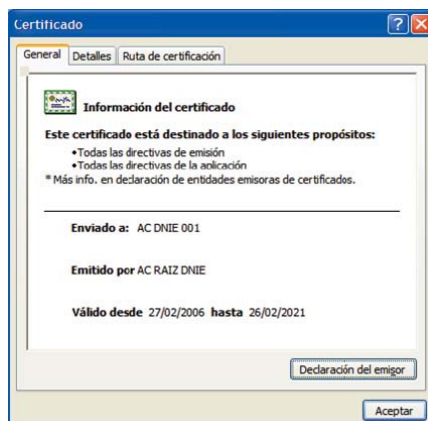 Certificado
General Detalles Ruta de certificación
Información del certificado
Este certificado está destinado a los siguientes propósitos:
•Todas las directivas de emisión
•Todas las directivas de la aplicación
* Más info. en declaración de entidades emisoras de certificados.
Enviado a: AC DNIE 001
Emitido por AC RAIZ DNIE
Válido desde 27/02/2006 hasta 26/02/2021
Declaración del emisor
Aceptar